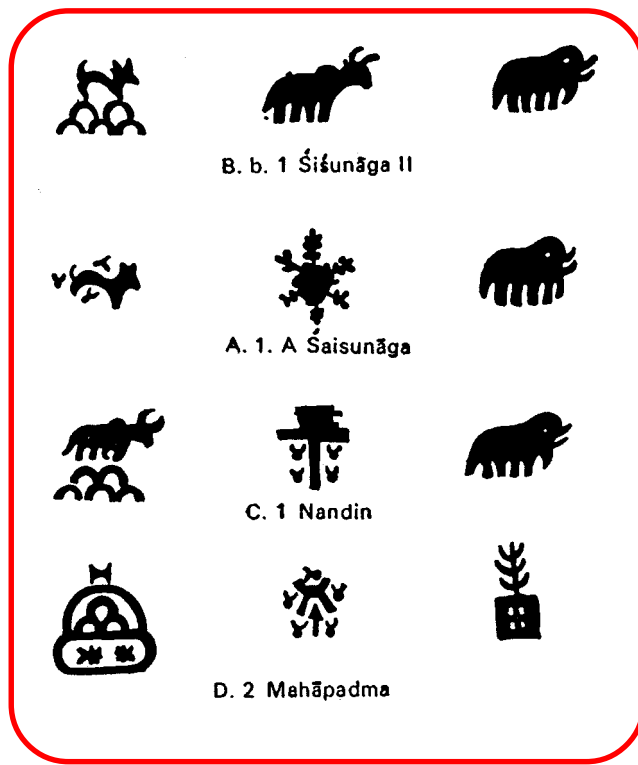 B. b. 1 Śiśunāga II
A. 1. A Śaisunāga
C. 1 Nandin
D. 2 Mahāpadma